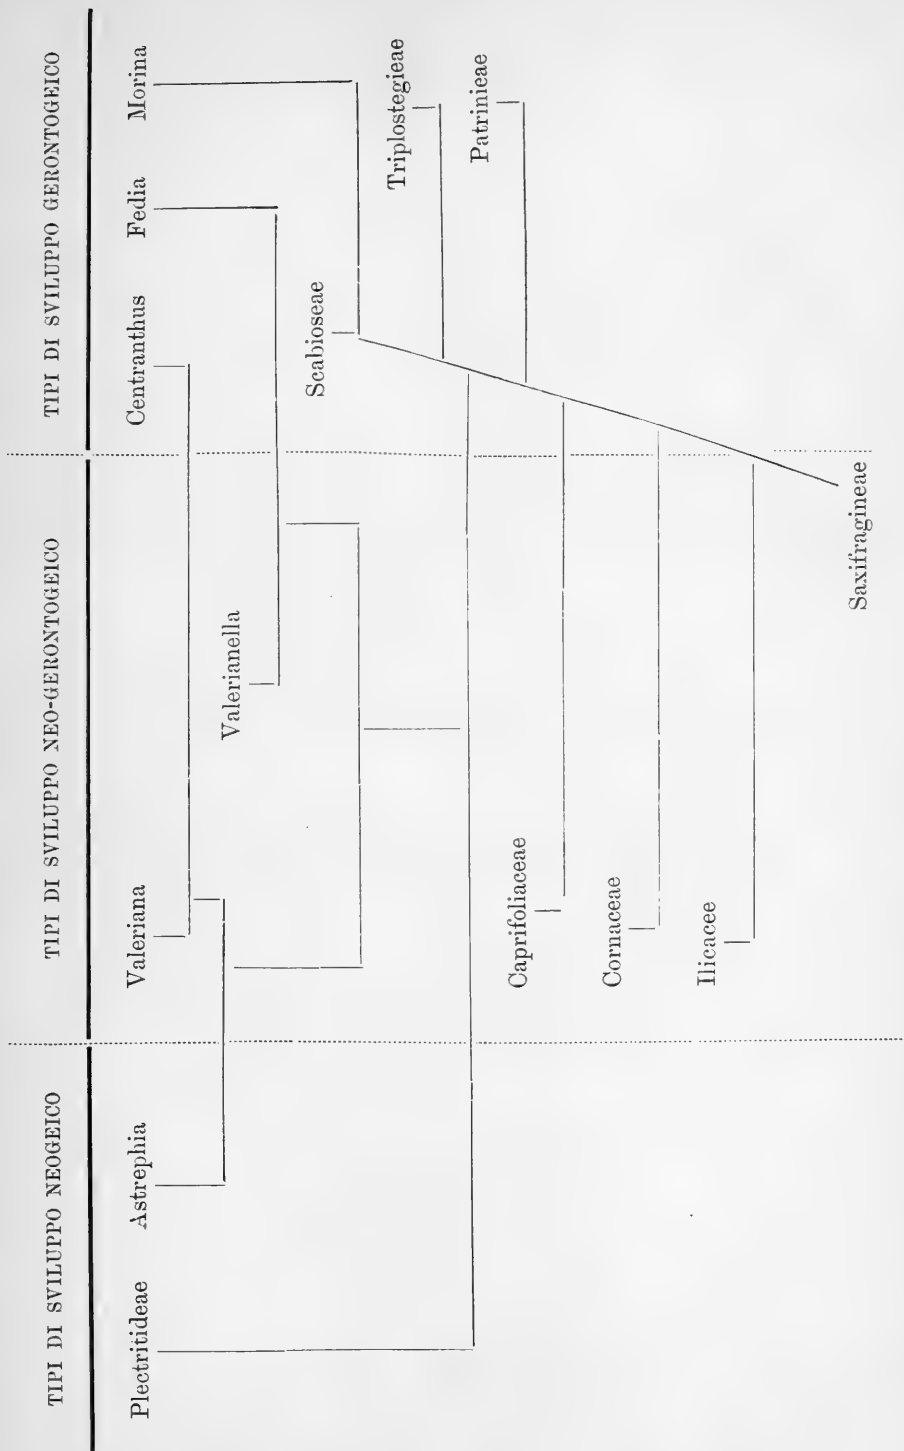 TIPI DI SVILUPPO NEOGEICO
TIPI DI SVILUPPO NEO-GERONTOGEICO
TIPI DI SVILUPPO GERONTOGEICO
Plectritideae
Astrephia
Valeriana
Centranthus
Fedia
Morina
Valerianella
Scabioseae
Triplostegieae
Patrinieae
Caprifoliaceae
Cornaceae
Ilicacee
Saxifragineae